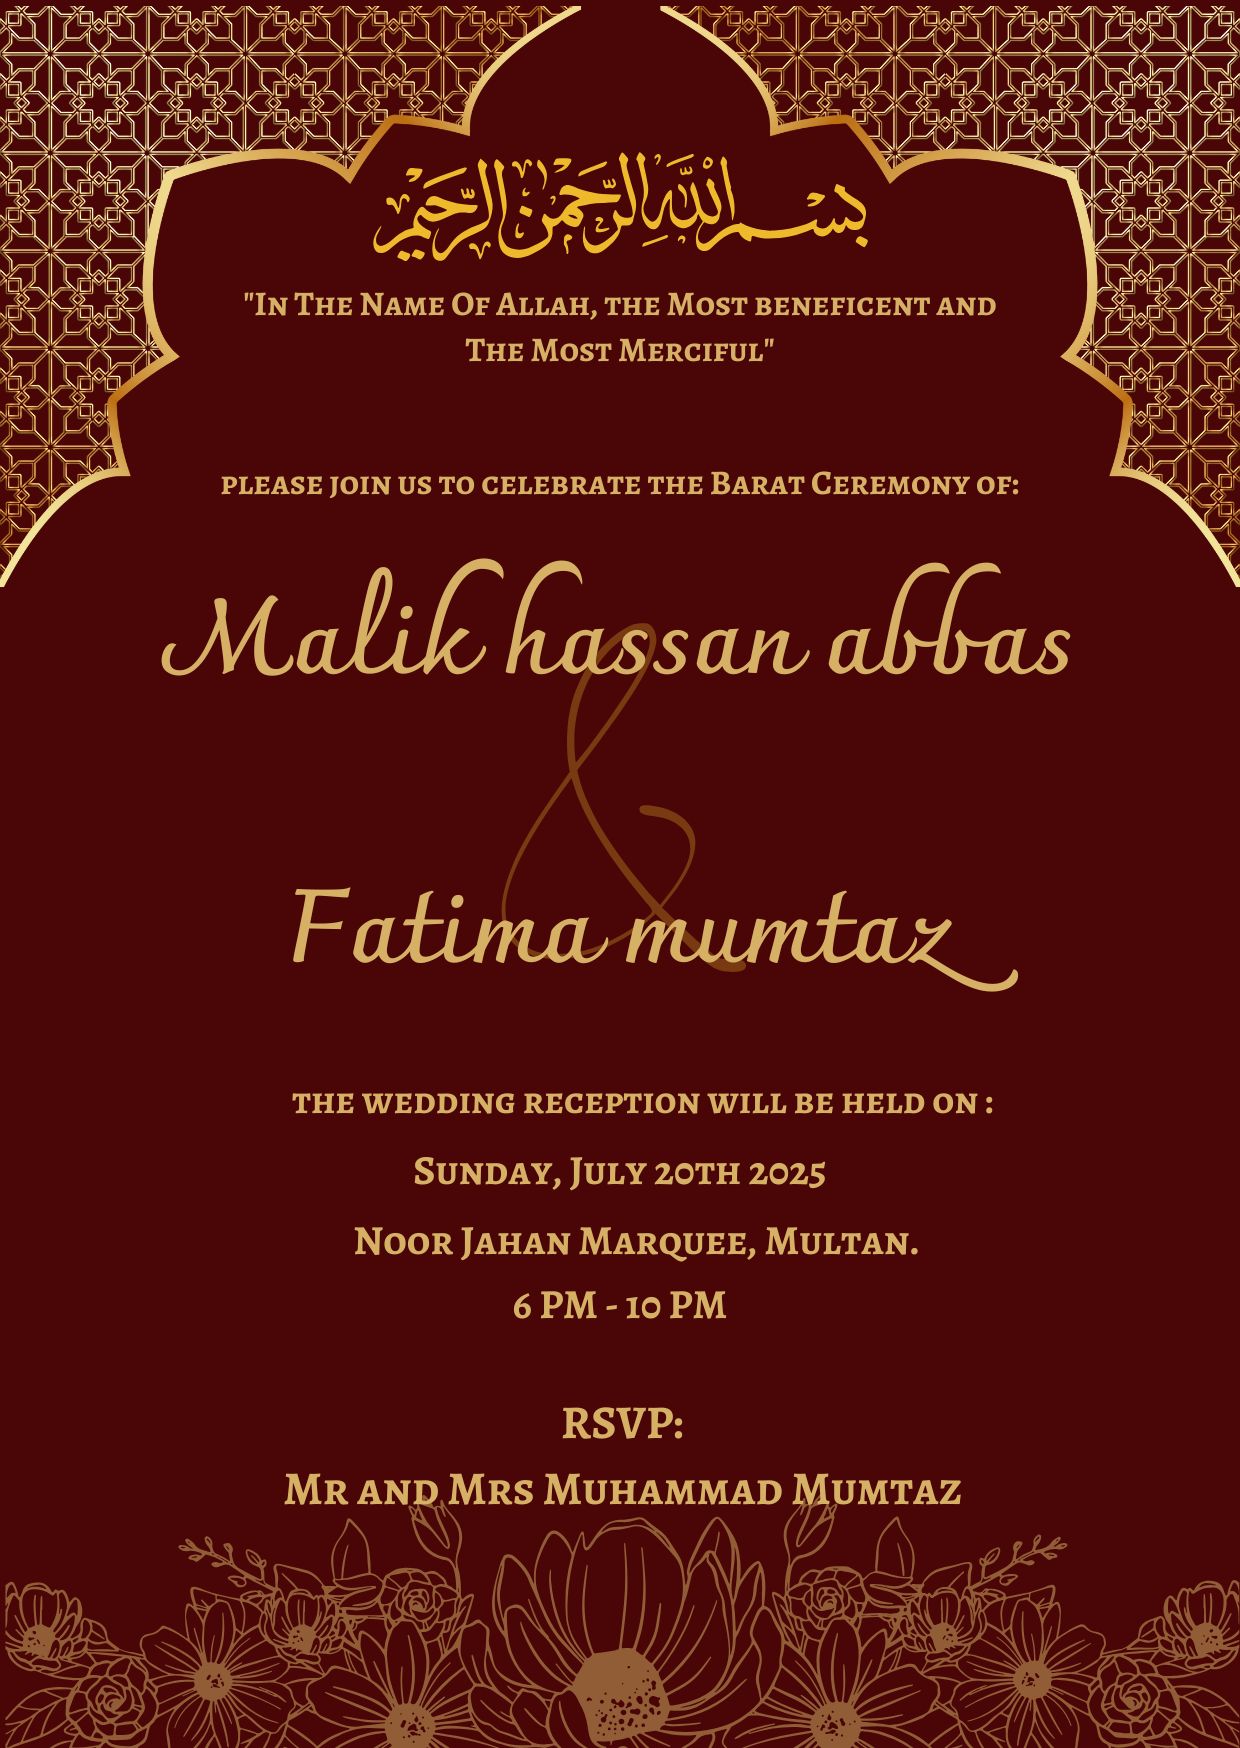 بسم الله الرحمن الرحيم
"In The Name Of Allah, the Most beneficent and
The Most Merciful"
please join us to celebrate the Barat Ceremony of:
Malik hassan abbas
&
Fatima mumtaz
the wedding reception will be held on :
Sunday, July 20th 2025
Noor Jahan Marquee, Multan.
6 PM - 10 PM
RSVP:
Mr and Mrs Muhammad Mumtaz